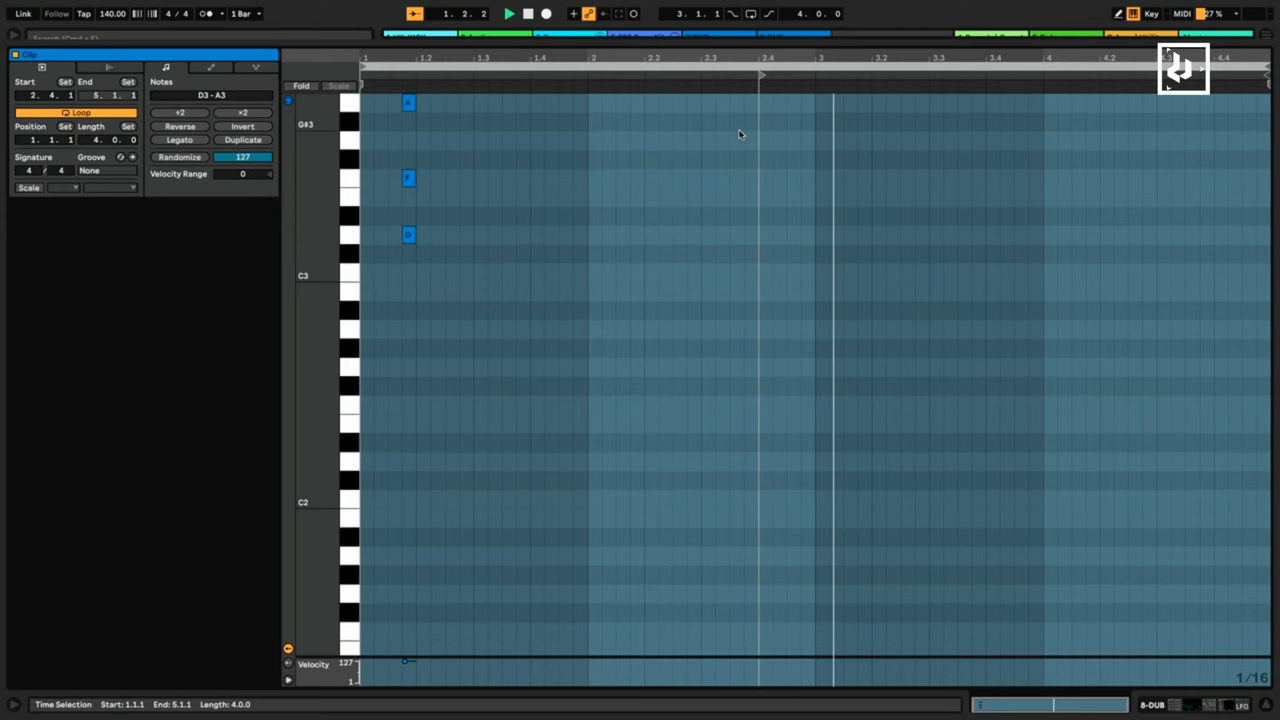 Link Follow Tap 140.00 4 / 4 1 Bar 1. 2. 2 3. 1. 1 4. 0. 0 Key MIDI 27 %
Search (Cmd + F)
Clip
Start Set End Set
2. 4. 1 5. 1. 1
Loop
Position Set Length Set
1. 1. 1 4. 0. 0
Signature Groove
4 / 4 None
Scale
Notes
D3 - A3
÷2 ×2
Reverse Invert
Legato Duplicate
Randomize 127
Velocity Range 0
1 1.2 1.3 1.4 2 2.2 2.3 2.4 3 3.2 3.3 3.4 4 4.2 4.4
Fold Scale
A
G#3
F
D
C3
C2
Velocity 127
1
1/16
Time Selection Start: 1.1.1 End: 5.1.1 Length: 4.0.0
8-DUB LFO